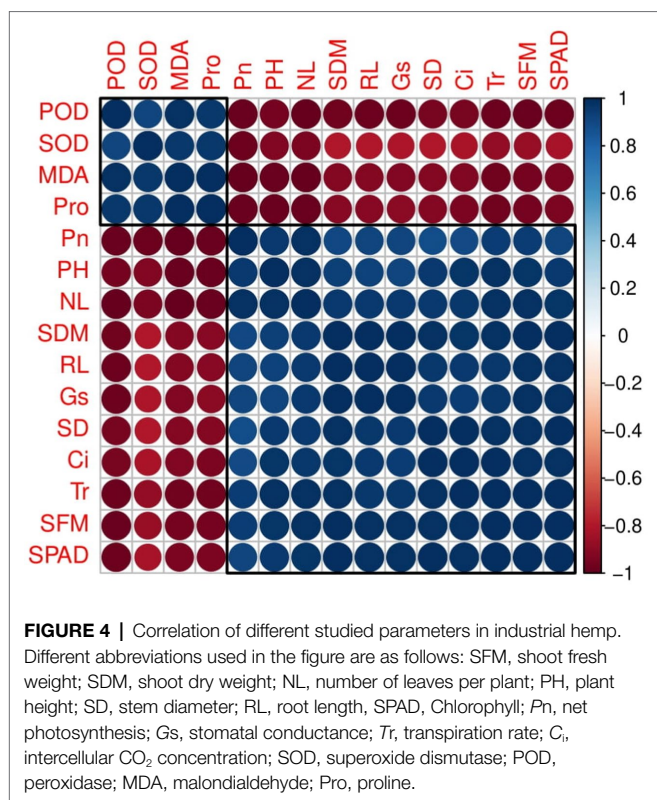 POD SOD MDA Pro Pn PH NL SDM RL Gs SD Ci Tr SFM SPAD
POD
SOD
MDA
Pro
Pn
PH
NL
SDM
RL
Gs
SD
Ci
Tr
SFM
SPAD
1
0.8
0.6
0.4
0.2
0
−0.2
−0.4
−0.6
−0.8
−1
FIGURE 4 | Correlation of different studied parameters in industrial hemp.
Different abbreviations used in the figure are as follows: SFM, shoot fresh
weight; SDM, shoot dry weight; NL, number of leaves per plant; PH, plant
height; SD, stem diameter; RL, root length, SPAD, Chlorophyll; Pn, net
photosynthesis; Gs, stomatal conductance; Tr, transpiration rate; Ci,
intercellular CO2 concentration; SOD, superoxide dismutase; POD,
peroxidase; MDA, malondialdehyde; Pro, proline.